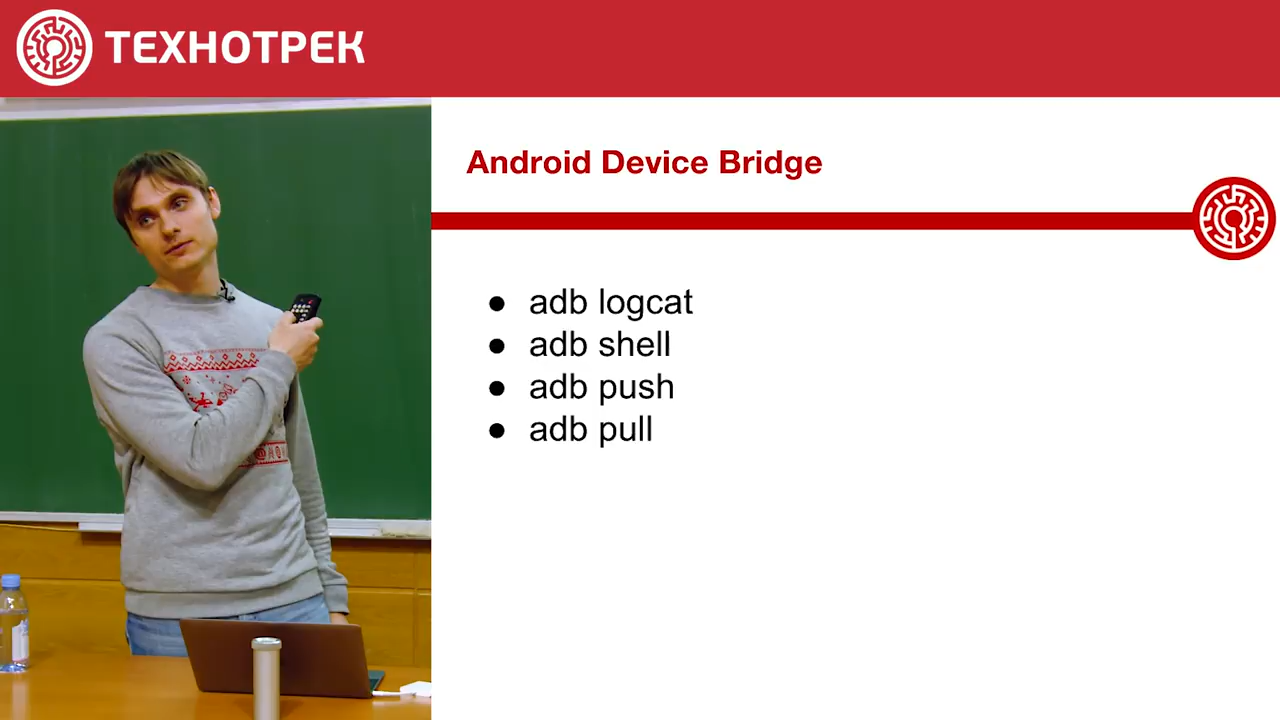 ТЕХНОТРЕК
Android Device Bridge
adb logcat
adb shell
adb push
adb pull